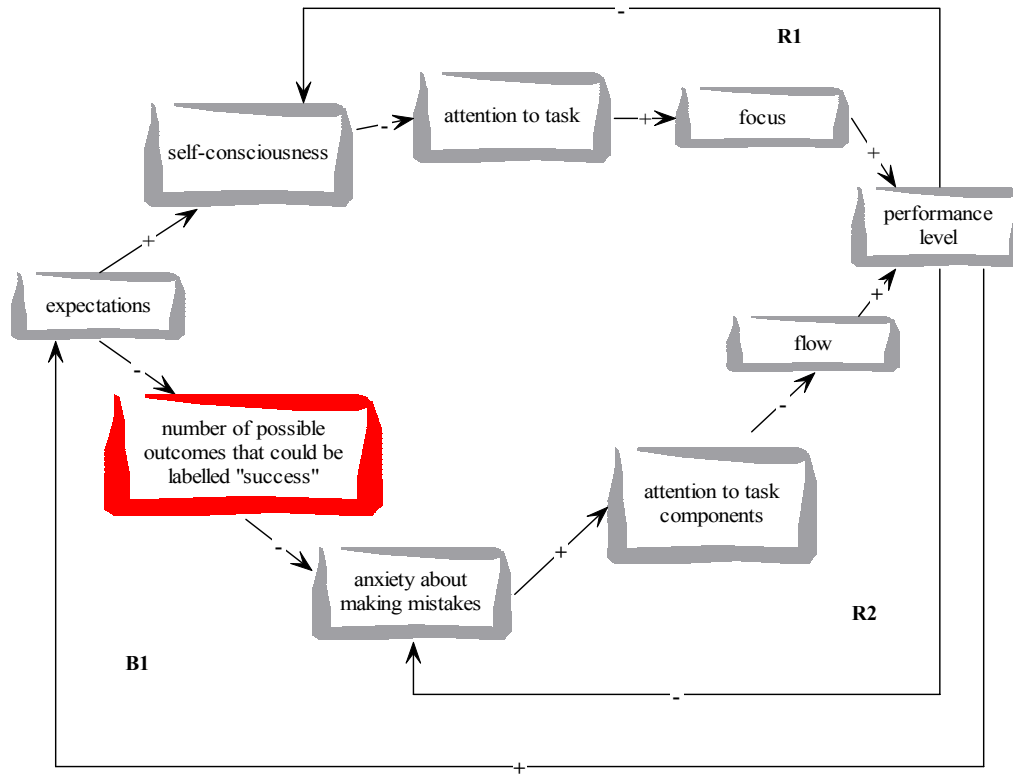 -
R1
attention to task
focus
self-consciousness
-
+
+
performance
level
+
expectations
+
flow
-
-
number of possible
outcomes that could be
labelled "success"
attention to task
components
-
+
anxiety about
making mistakes
R2
B1
-
+